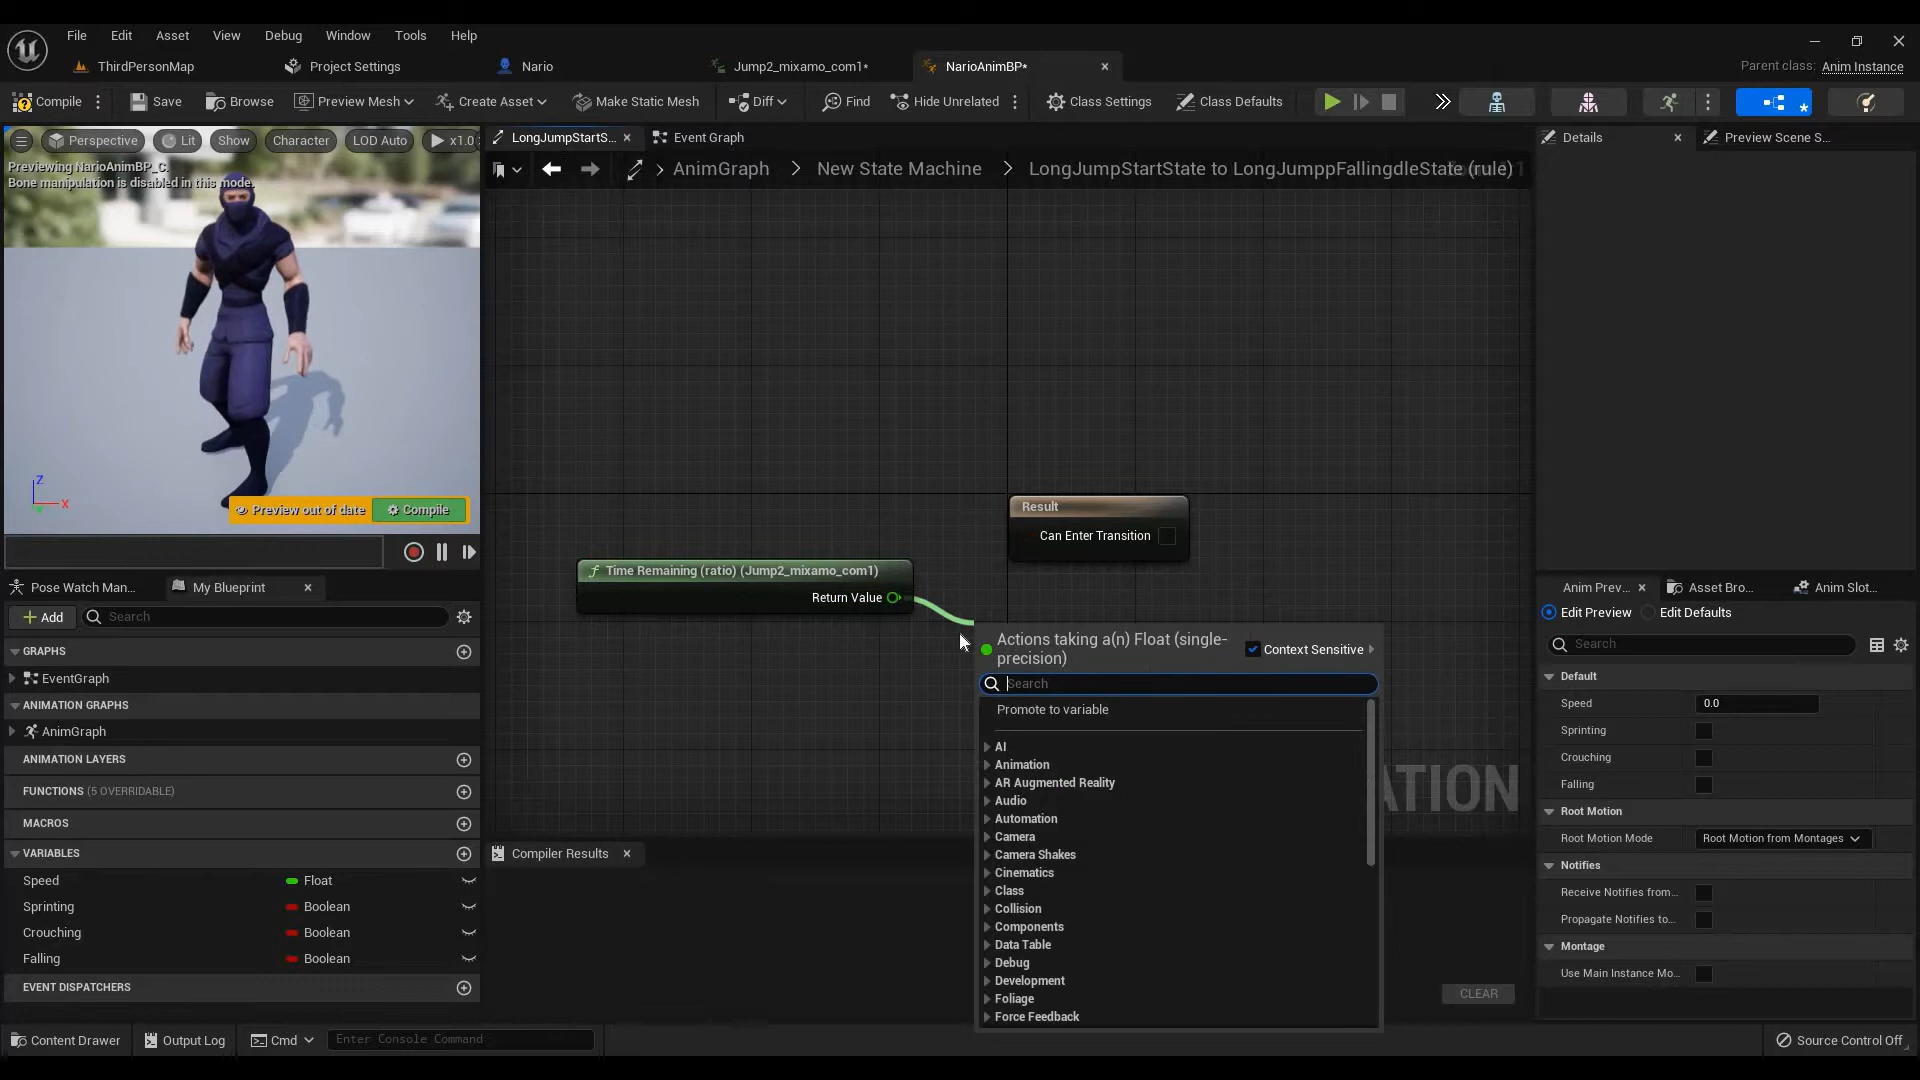 File Edit Asset View Debug Window Tools Help
ThirdPersonMap Project Settings Nario Jump2_mixamo_com1* NarioAnimBP* Parent class: Anim Instance
Compile Save Browse Preview Mesh Create Asset Make Static Mesh Diff Find Hide Unrelated Class Settings Class Defaults
Perspective Lit Show Character LOD Auto x1.0
Previewing NarioAnimBP_C.
Bone manipulation is disabled in this mode.
Z
X
Preview out of date Compile
Pose Watch Man... My Blueprint
Add Search
GRAPHS
EventGraph
ANIMATION GRAPHS
AnimGraph
ANIMATION LAYERS
FUNCTIONS (5 OVERRIDABLE)
MACROS
VARIABLES
Speed Float
Sprinting Boolean
Crouching Boolean
Falling Boolean
EVENT DISPATCHERS
LongJumpStartS... Event Graph
AnimGraph > New State Machine > LongJumpStartState to LongJumppFallingdleState (rule)
Result
Can Enter Transition
f Time Remaining (ratio) (Jump2_mixamo_com1)
Return Value
Actions taking a(n) Float (single-
precision)
Context Sensitive
Search
Promote to variable
AI
Animation
AR Augmented Reality
Audio
Automation
Camera
Camera Shakes
Cinematics
Class
Collision
Components
Data Table
Debug
Development
Foliage
Force Feedback
ATION
Compiler Results
CLEAR
Details Preview Scene S...
Anim Prev... Asset Bro... Anim Slot...
Edit Preview Edit Defaults
Search
Default
Speed 0.0
Sprinting
Crouching
Falling
Root Motion
Root Motion Mode Root Motion from Montages
Notifies
Receive Notifies from...
Propagate Notifies to...
Montage
Use Main Instance Mo...
Content Drawer Output Log Cmd Enter Console Command Source Control Off